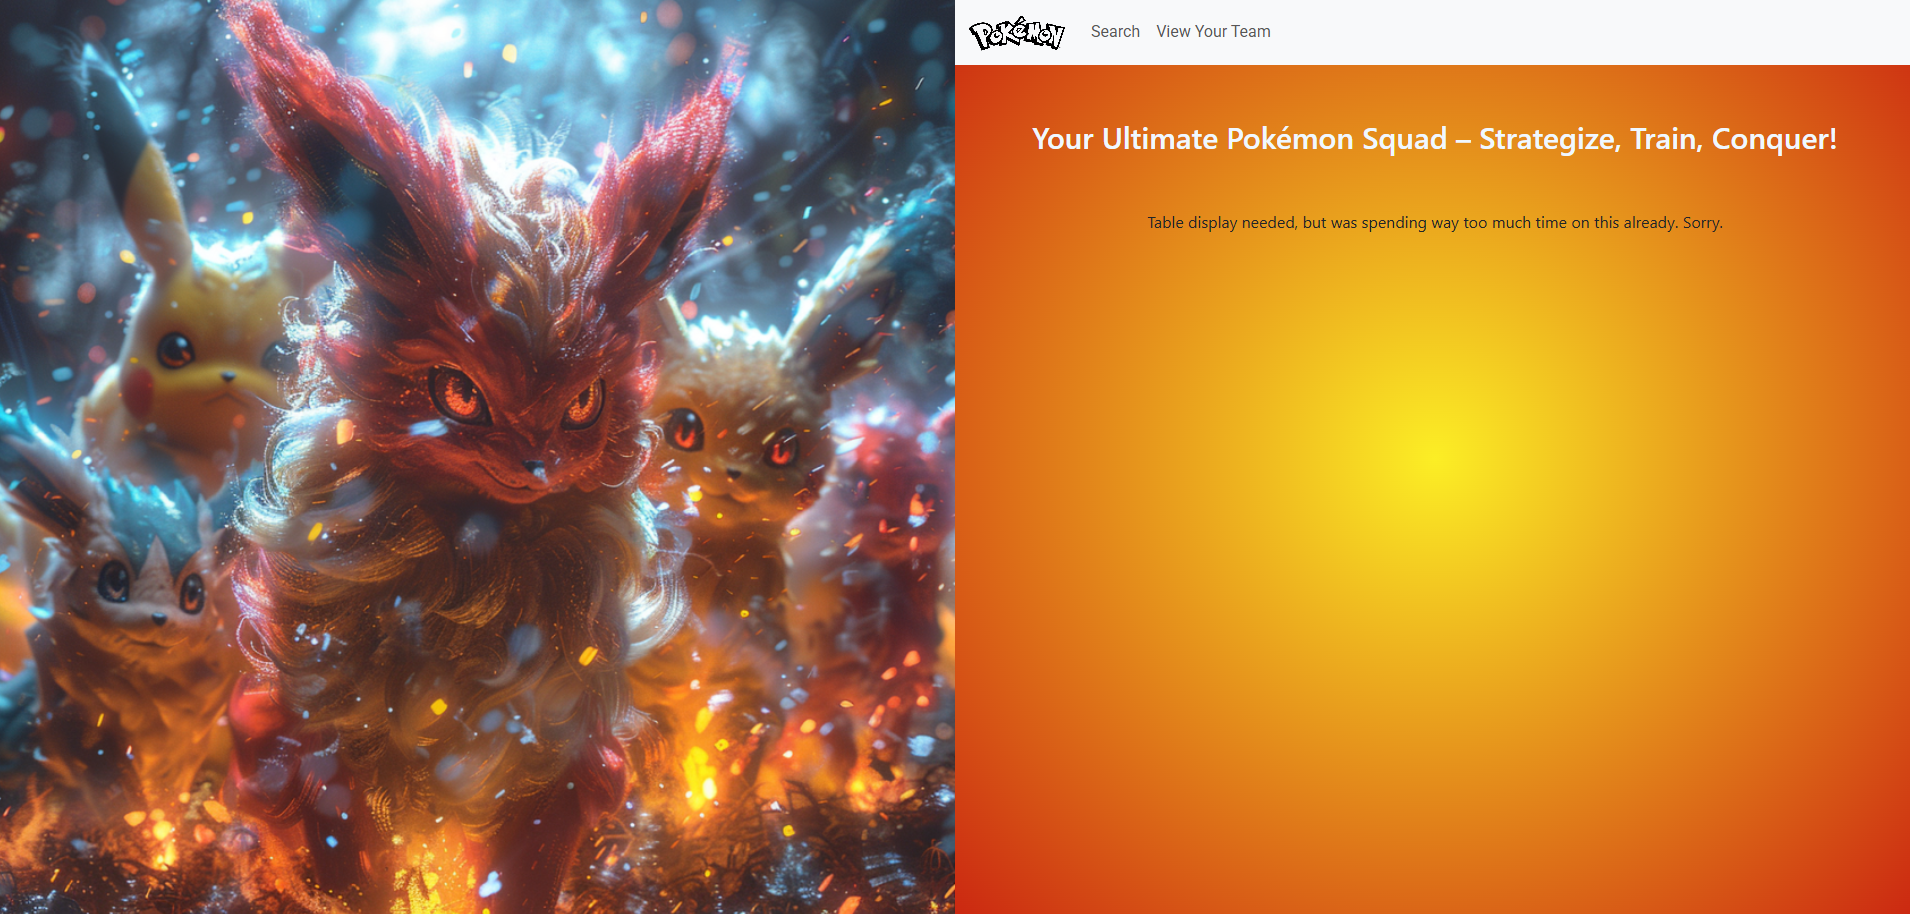 Pokémon
Search
View Your Team
Your Ultimate Pokémon Squad – Strategize, Train, Conquer!
Table display needed, but was spending way too much time on this already. Sorry.